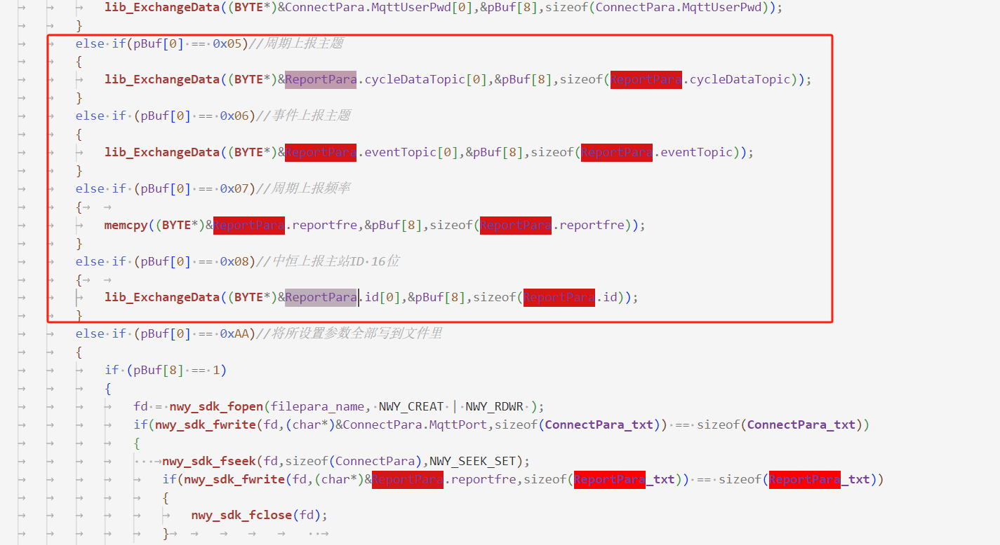 lib_ExchangeData((BYTE*)&ConnectPara.MqttUserPwd[0],&pBuf[8],sizeof(ConnectPara.MqttUserPwd));
}
else if(pBuf[0] == 0x05)//周期上报主题
{
lib_ExchangeData((BYTE*)&ReportPara.cycleDataTopic[0],&pBuf[8],sizeof(ReportPara.cycleDataTopic));
}
else if (pBuf[0] == 0x06)//事件上报主题
{
lib_ExchangeData((BYTE*)&ReportPara.eventTopic[0],&pBuf[8],sizeof(ReportPara.eventTopic));
}
else if (pBuf[0] == 0x07)//周期上报频率
{
memcpy((BYTE*)&ReportPara.reportfre,&pBuf[8],sizeof(ReportPara.reportfre));
}
else if (pBuf[0] == 0x08)//中恒上报主站ID 16位
{
lib_ExchangeData((BYTE*)&ReportPara.id[0],&pBuf[8],sizeof(ReportPara.id));
}
else if (pBuf[0] == 0xAA)//将所设置参数全部写到文件里
{
if (pBuf[8] == 1)
{
fd = nwy_sdk_fopen(filepara_name, NWY_CREAT | NWY_RDWR );
if(nwy_sdk_fwrite(fd,(char*)&ConnectPara.MqttPort,sizeof(ConnectPara_txt)) == sizeof(ConnectPara_txt))
{
nwy_sdk_fseek(fd,sizeof(ConnectPara),NWY_SEEK_SET);
if(nwy_sdk_fwrite(fd,(char*)&ReportPara.reportfre,sizeof(ReportPara_txt)) == sizeof(ReportPara_txt))
{
nwy_sdk_fclose(fd);
}